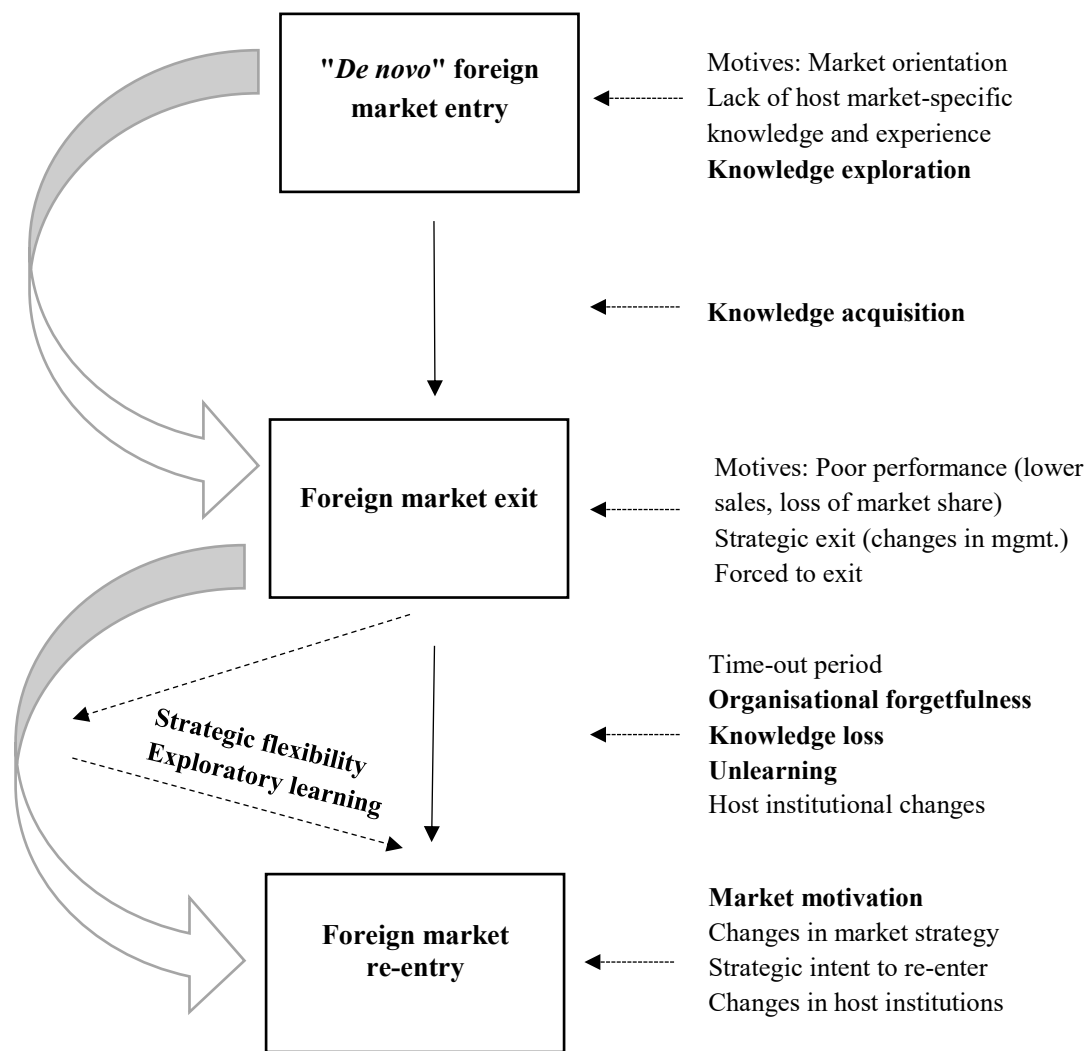 "De novo" foreign
market entry
Motives: Market orientation
Lack of host market-specific
knowledge and experience
Knowledge exploration
Knowledge acquisition
Foreign market exit
Motives: Poor performance (lower
sales, loss of market share)
Strategic exit (changes in mgmt.)
Forced to exit
Strategic flexibility
Exploratory learning
Time-out period
Organisational forgetfulness
Knowledge loss
Unlearning
Host institutional changes
Foreign market
re-entry
Market motivation
Changes in market strategy
Strategic intent to re-enter
Changes in host institutions